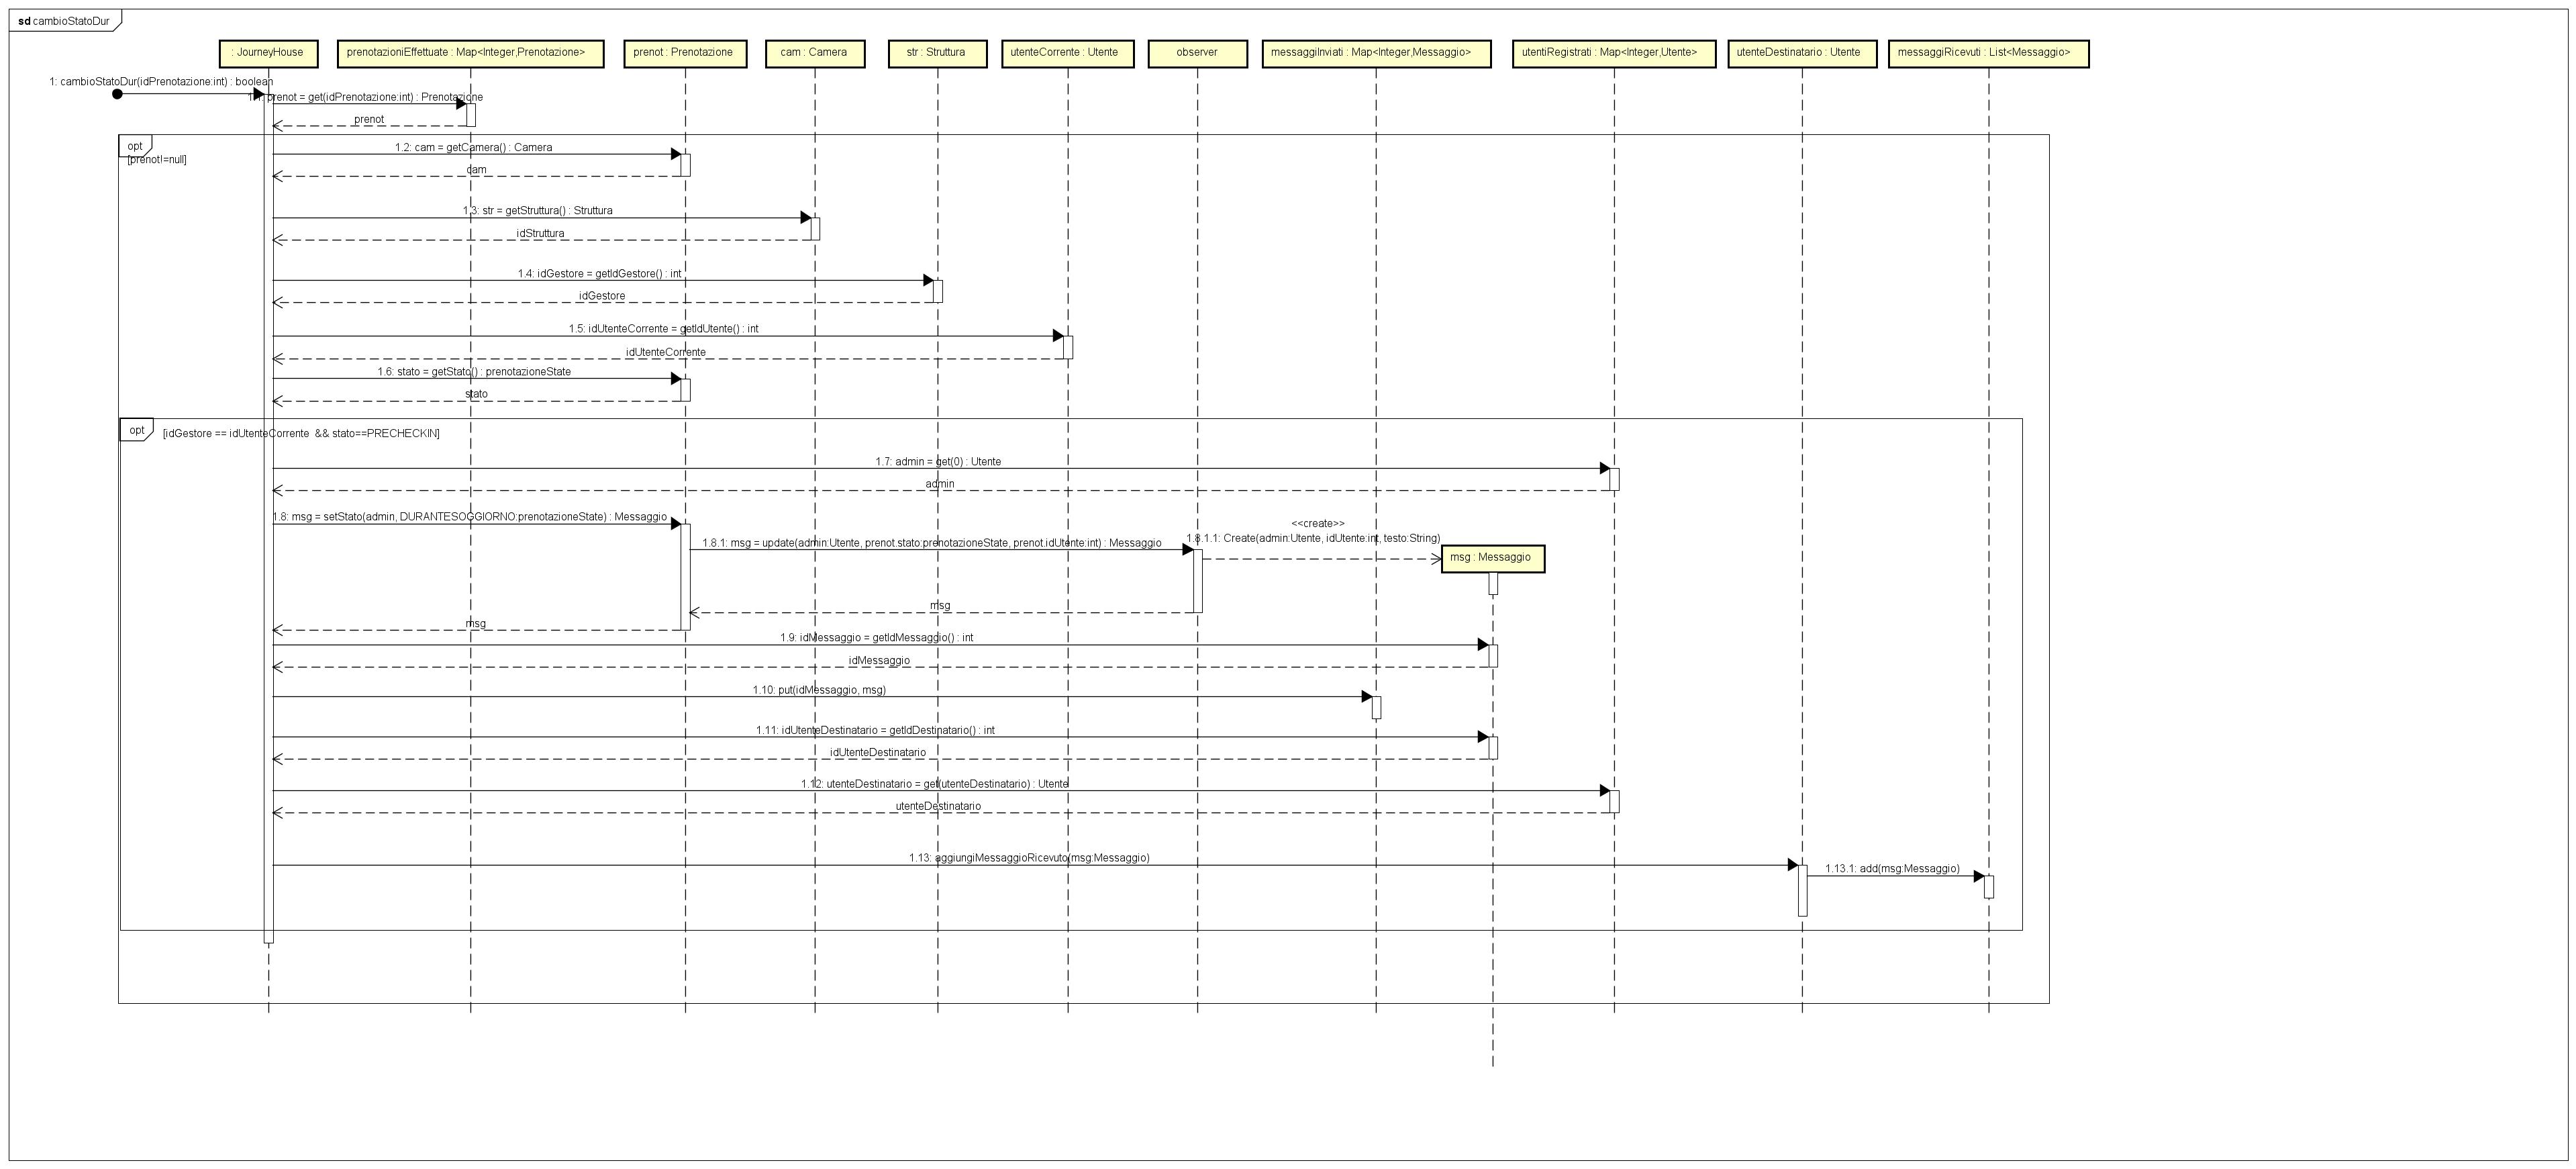 sd cambioStatoDur
: JourneyHouse
prenotazioniEffettuate : Map<Integer,Prenotazione>
prenot : Prenotazione
cam : Camera
str : Struttura
utenteCorrente : Utente
observer
messaggiInviati : Map<Integer,Messaggio>
utentiRegistrati : Map<Integer,Utente>
utenteDestinatario : Utente
messaggiRicevuti : List<Messaggio>
1: cambioStatoDur(idPrenotazione:int) : boolean
1.1: prenot = get(idPrenotazione:int) : Prenotazione
prenot
opt
[prenot!=null]
1.2: cam = getCamera() : Camera
cam
1.3: str = getStruttura() : Struttura
idStruttura
1.4: idGestore = getIdGestore() : int
idGestore
1.5: idUtenteCorrente = getIdUtente() : int
idUtenteCorrente
1.6: stato = getStato() : prenotazioneState
stato
opt
[idGestore == idUtenteCorrente && stato==PRECHECKIN]
1.7: admin = get(0) : Utente
admin
1.8: msg = setStato(admin, DURANTESOGGIORNO:prenotazioneState) : Messaggio
<<create>>
1.8.1: msg = update(admin:Utente, prenot.stato:prenotazioneState, prenot.idUtente:int) : Messaggio
1.8.1.1: Create(admin:Utente, idUtente:int, testo:String)
msg : Messaggio
msg
msg
1.9: idMessaggio = getIdMessaggio() : int
idMessaggio
1.10: put(idMessaggio, msg)
1.11: idUtenteDestinatario = getIdDestinatario() : int
idUtenteDestinatario
1.12: utenteDestinatario = get(utenteDestinatario) : Utente
utenteDestinatario
1.13: aggiungiMessaggioRicevuto(msg:Messaggio)
1.13.1: add(msg:Messaggio)